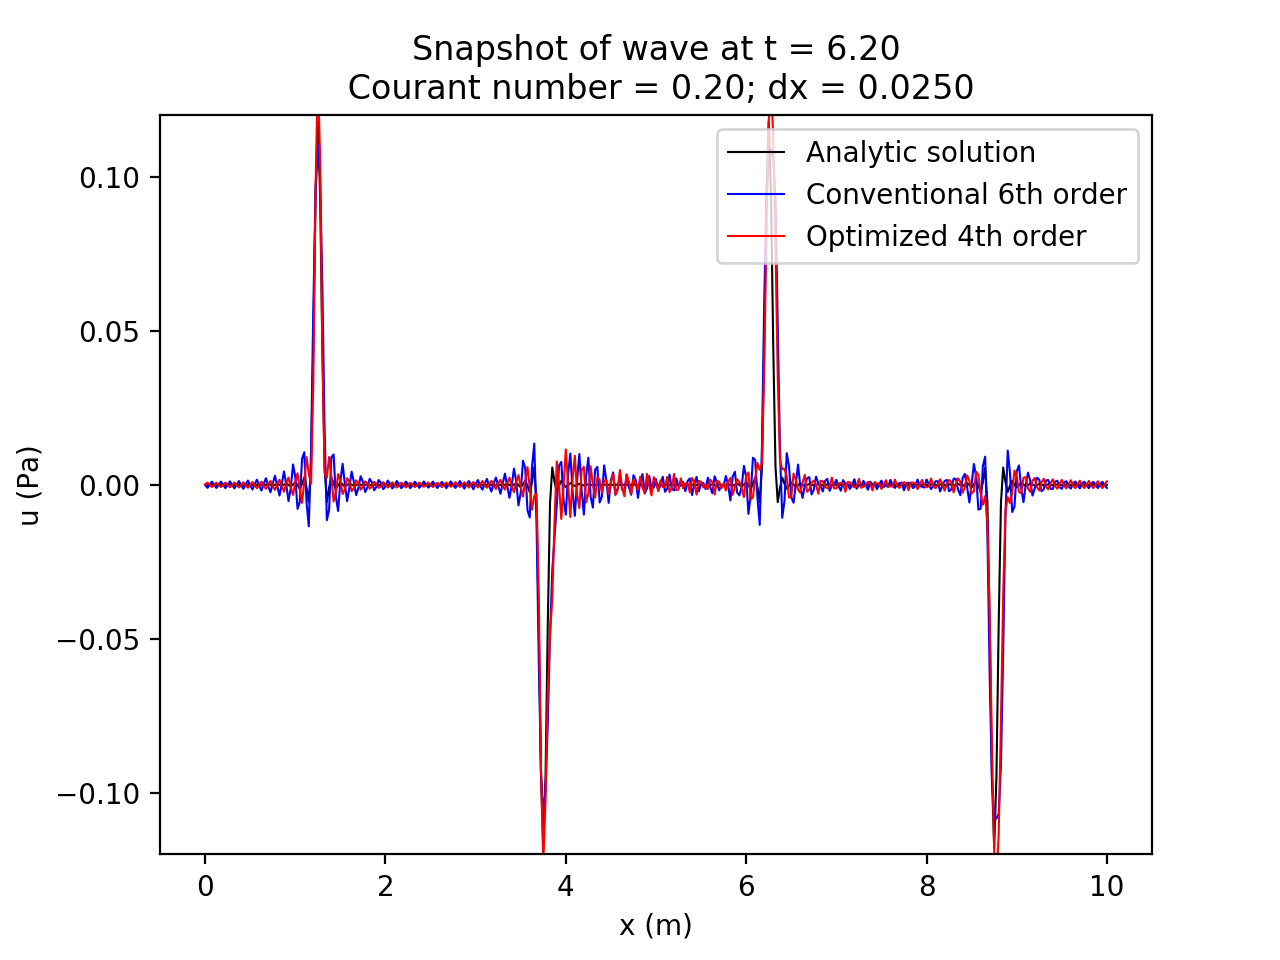 Snapshot of wave at t = 6.20
Courant number = 0.20; dx = 0.0250
Analytic solution
Conventional 6th order
Optimized 4th order
0.10
0.05
0.00
−0.05
−0.10
u (Pa)
0 2 4 6 8 10
x (m)